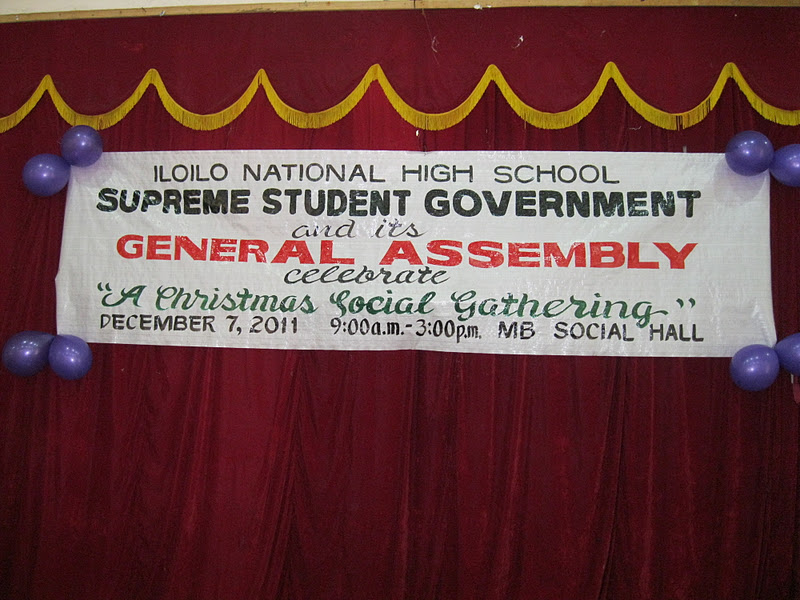 ILOILO NATIONAL HIGH SCHOOL
SUPREME STUDENT GOVERNMENT
and its
GENERAL ASSEMBLY
celebrate
"A Christmas Social Gathering"
DECEMBER 7, 2011 9:00a.m.-3:00p.m. MB SOCIAL HALL